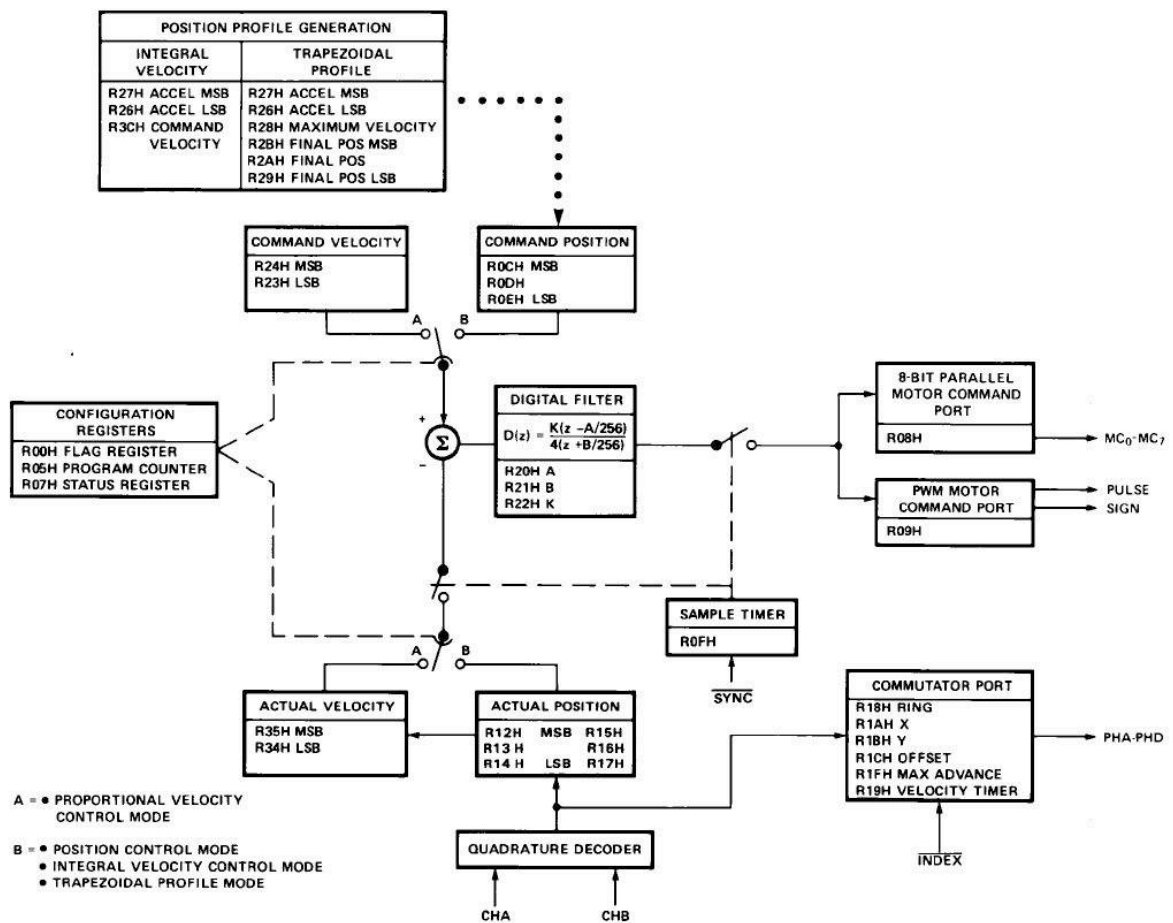 POSITION PROFILE GENERATION
INTEGRAL
VELOCITY
R27H ACCEL MSB
R26H ACCEL LSB
R3CH COMMAND
VELOCITY
TRAPEZOIDAL
PROFILE
R27H ACCEL MSB
R26H ACCEL LSB
R28H MAXIMUM VELOCITY
R2BH FINAL POS MSB
R2AH FINAL POS
R29H FINAL POS LSB
COMMAND VELOCITY
R24H MSB
R23H LSB
COMMAND POSITION
R0CH MSB
R0DH
R0EH LSB
A
B
CONFIGURATION
REGISTERS
R00H FLAG REGISTER
R05H PROGRAM COUNTER
R07H STATUS REGISTER
+
Σ
−
DIGITAL FILTER
D(z) = K(z −A/256)
4(z +B/256)
R20H A
R21H B
R22H K
8-BIT PARALLEL
MOTOR COMMAND
PORT
R08H
MC0-MC7
PWM MOTOR
COMMAND PORT
R09H
PULSE
SIGN
SAMPLE TIMER
R0FH
SYNC
A
B
ACTUAL VELOCITY
R35H MSB
R34H LSB
ACTUAL POSITION
R12H MSB R15H
R13H R16H
R14H LSB R17H
COMMUTATOR PORT
R18H RING
R1AH X
R1BH Y
R1CH OFFSET
R1FH MAX ADVANCE
R19H VELOCITY TIMER
PHA-PHD
INDEX
QUADRATURE DECODER
CHA
CHB
A = • PROPORTIONAL VELOCITY
CONTROL MODE
B = • POSITION CONTROL MODE
• INTEGRAL VELOCITY CONTROL MODE
• TRAPEZOIDAL PROFILE MODE